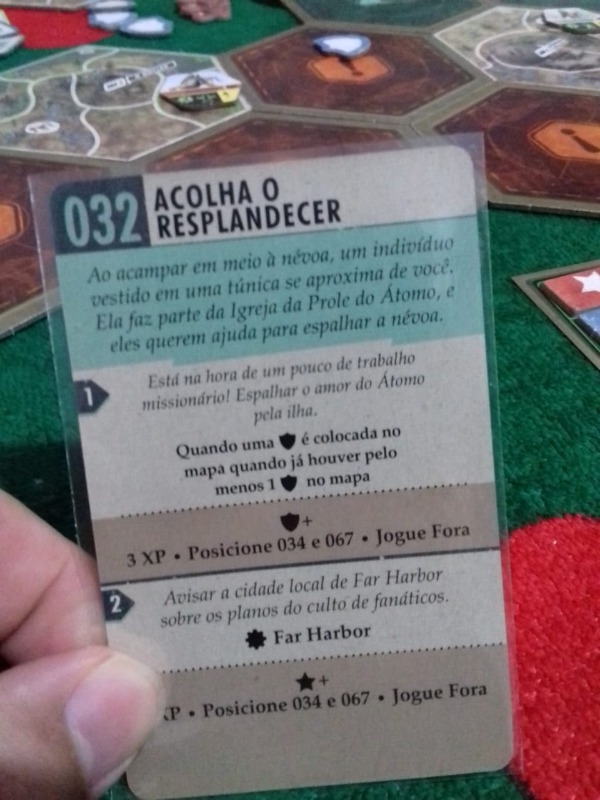 032
ACOLHA O
RESPLANDECER
Ao acampar em meio à névoa, um indivíduo
vestido em uma túnica se aproxima de você.
Ela faz parte da Igreja da Prole do Átomo, e
eles querem ajuda para espalhar a névoa.
1
Está na hora de um pouco de trabalho
missionário! Espalhar o amor do Átomo
pela ilha.
Quando uma é colocada no
mapa quando já houver pelo
menos 1 no mapa
+
3 XP • Posicione 034 e 067 • Jogue Fora
2
Avisar a cidade local de Far Harbor
sobre os planos do culto de fanáticos.
Far Harbor
+
XP • Posicione 034 e 067 • Jogue Fora